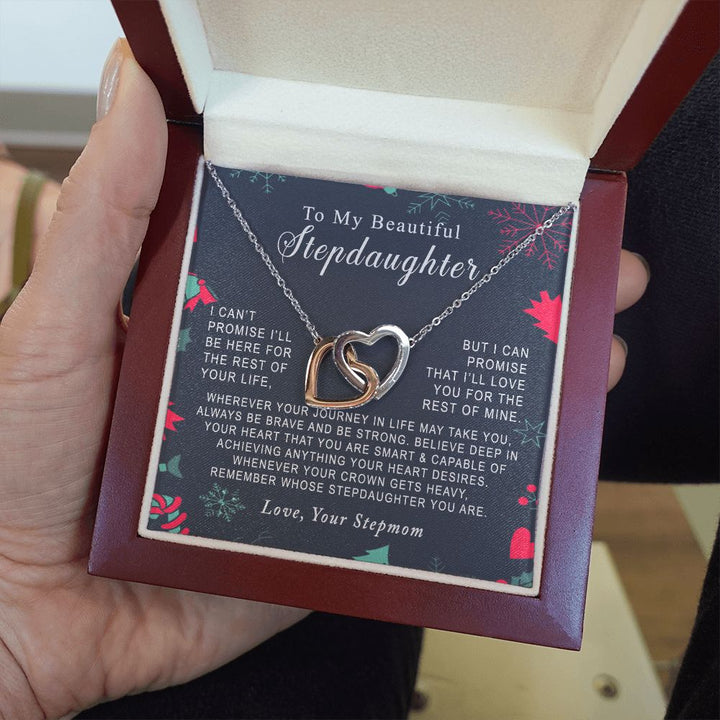 To My Beautiful
Stepdaughter
I CAN'T
PROMISE I'LL
BE HERE FOR
THE REST OF
YOUR LIFE,
BUT I CAN
PROMISE
THAT I'LL LOVE
YOU FOR THE
REST OF MINE.
WHEREVER YOUR JOURNEY IN LIFE MAY TAKE YOU,
ALWAYS BE BRAVE AND BE STRONG. BELIEVE DEEP IN
YOUR HEART THAT YOU ARE SMART & CAPABLE OF
ACHIEVING ANYTHING YOUR HEART DESIRES.
WHENEVER YOUR CROWN GETS HEAVY,
REMEMBER WHOSE STEPDAUGHTER YOU ARE.
Love, Your Stepmom